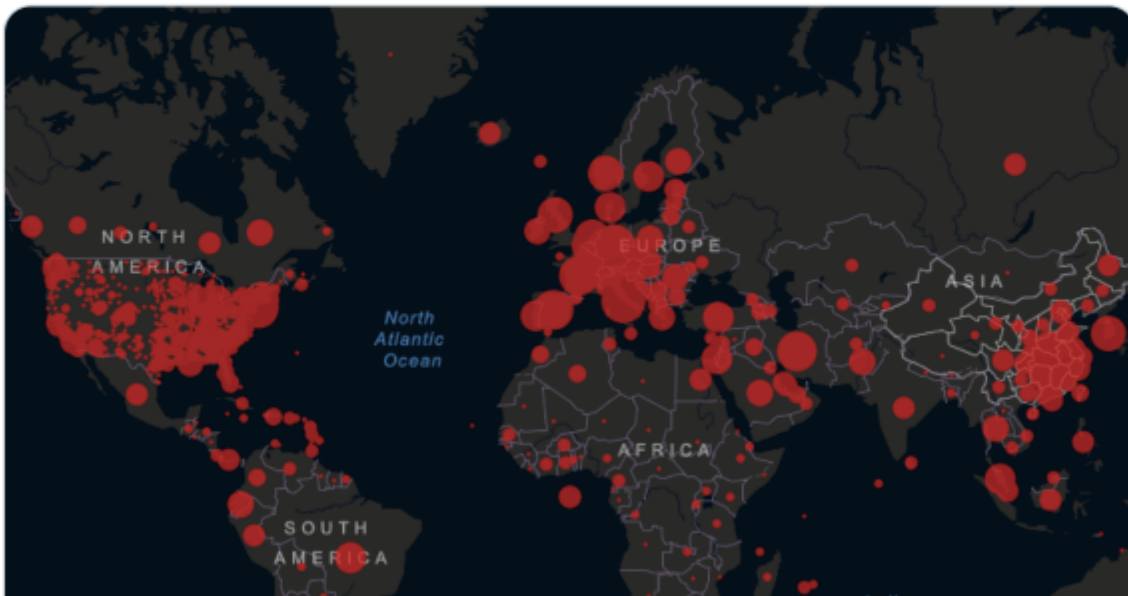 NORTH
AMERICA
EUROPE
ASIA
North
Atlantic
Ocean
AFRICA
SOUTH
AMERICA